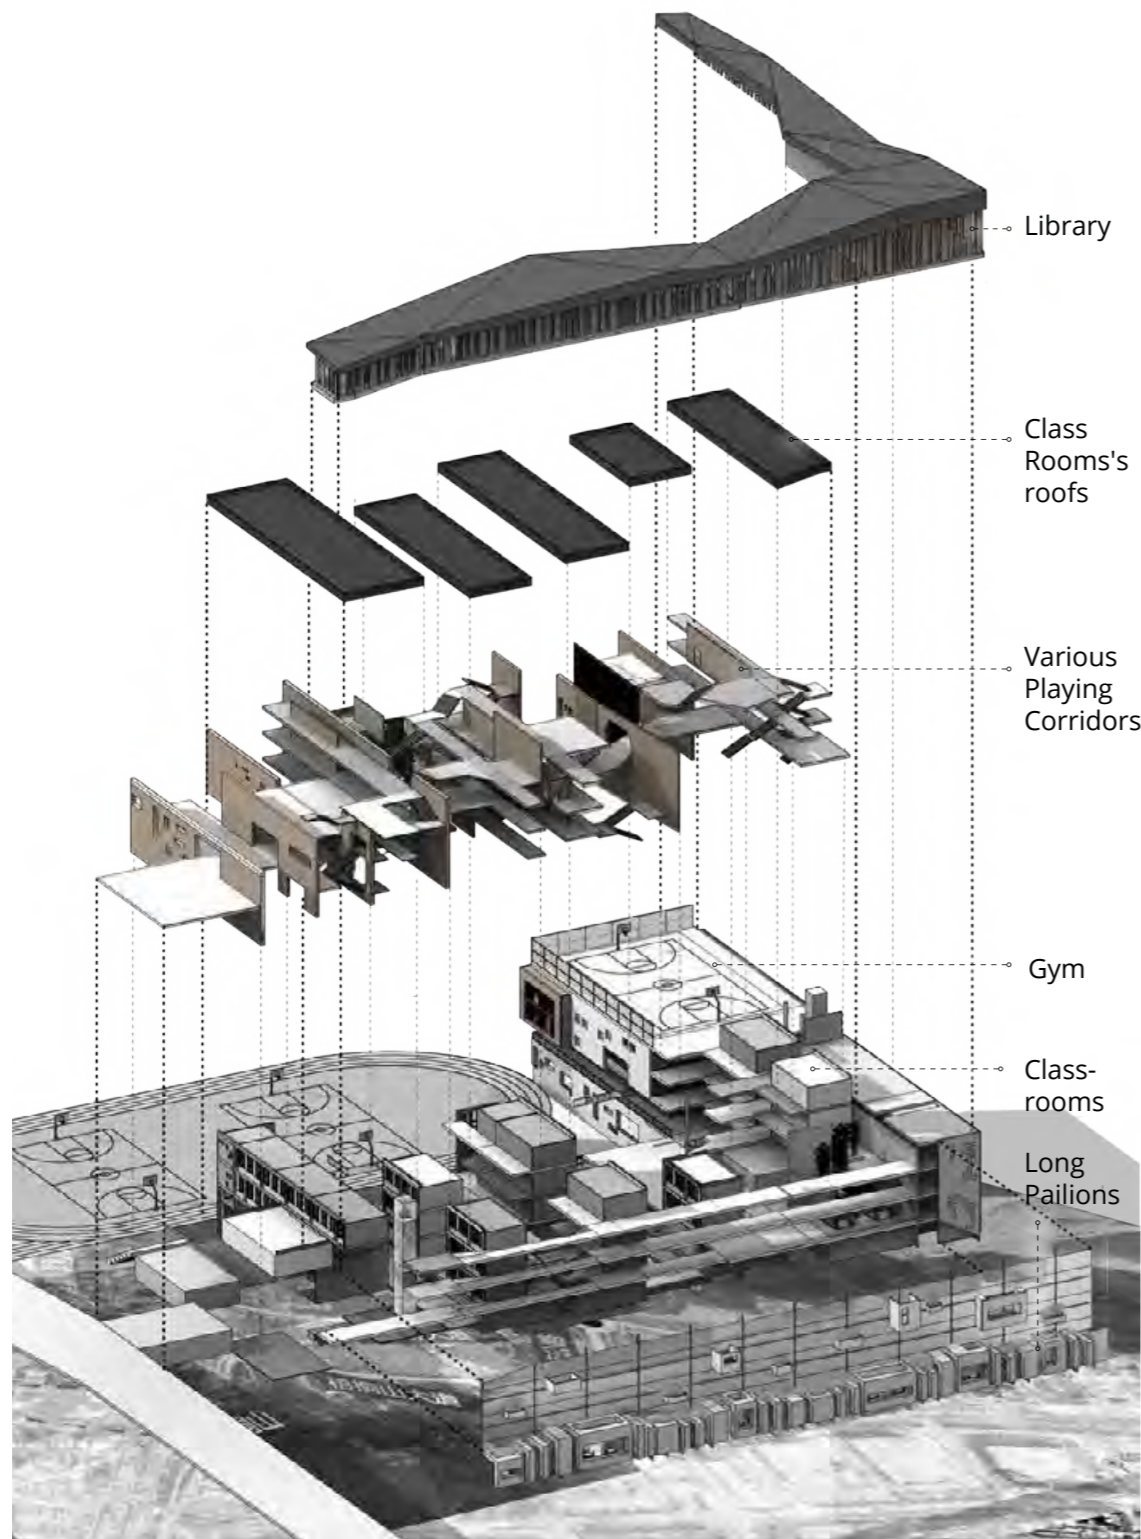 Library
Class
Rooms's
roofs
Various
Playing
Corridors
Gym
Class-
rooms
Long
Pailions